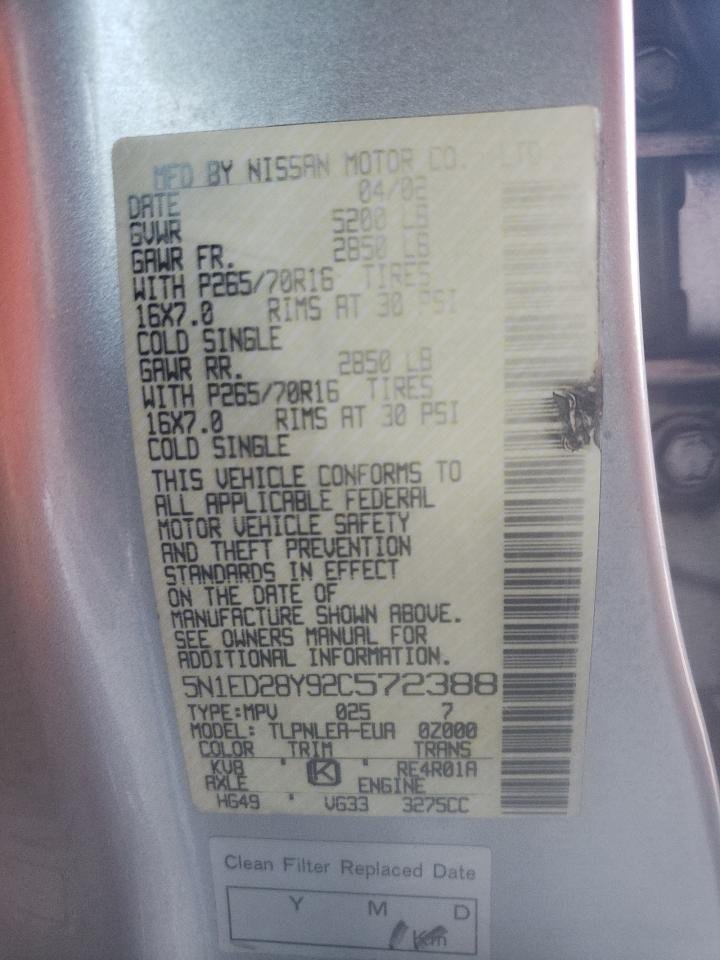 MFD BY NISSAN MOTOR CO. LTD
DATE 04/02
GVWR 5200 LB
GAWR FR. 2850 LB
WITH P265/70R16 TIRES
16X7.0 RIMS AT 30 PSI
COLD SINGLE
GAWR RR. 2850 LB
WITH P265/70R16 TIRES
16X7.0 RIMS AT 30 PSI
COLD SINGLE
THIS VEHICLE CONFORMS TO
ALL APPLICABLE FEDERAL
MOTOR VEHICLE SAFETY
AND THEFT PREVENTION
STANDARDS IN EFFECT
ON THE DATE OF
MANUFACTURE SHOWN ABOVE.
SEE OWNERS MANUAL FOR
ADDITIONAL INFORMATION.
5N1ED28Y92C572388
TYPE:MPV 025 7
MODEL: TLPNLEA-EUA 0Z000
COLOR TRIM TRANS
KV8 ' K ' RE4R01A
AXLE ENGINE
HG49 ' VG33 3275CC
Clean Filter Replaced Date
Y M D
Km